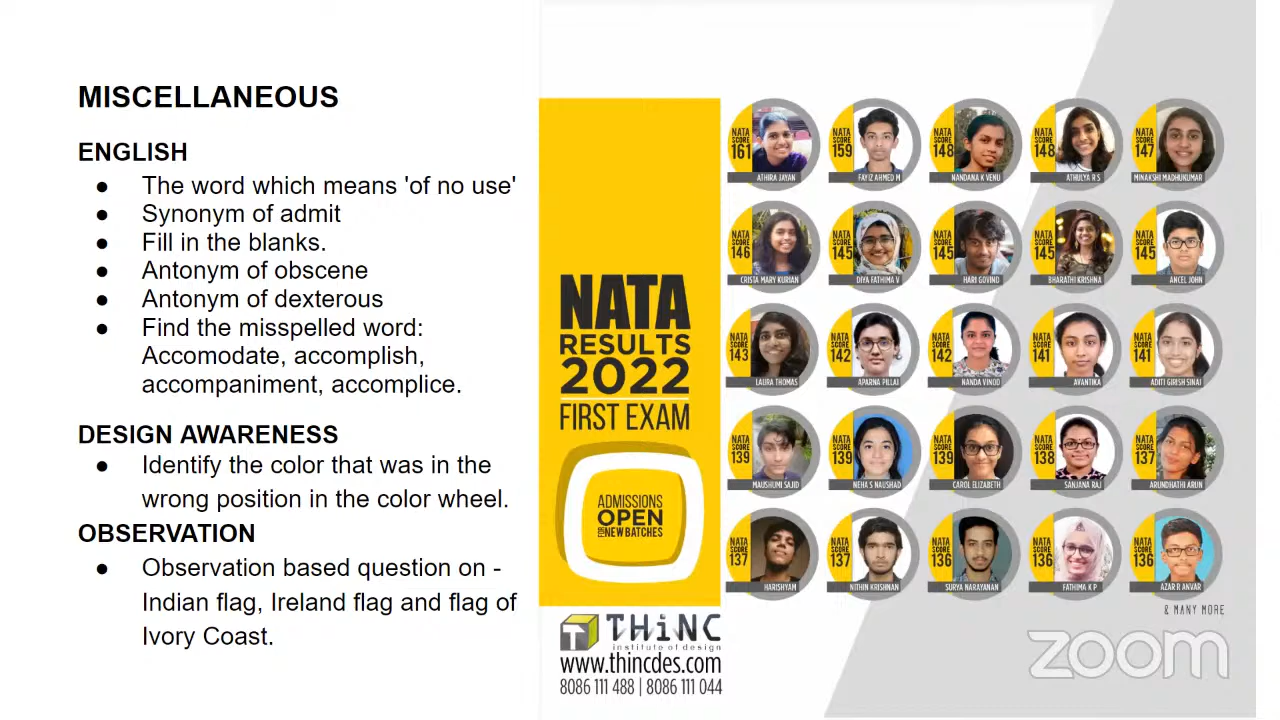 MISCELLANEOUS
ENGLISH
● The word which means 'of no use'
● Synonym of admit
● Fill in the blanks.
● Antonym of obscene
● Antonym of dexterous
● Find the misspelled word:
Accomodate, accomplish,
accompaniment, accomplice.
DESIGN AWARENESS
● Identify the color that was in the
wrong position in the color wheel.
OBSERVATION
● Observation based question on -
Indian flag, Ireland flag and flag of
Ivory Coast.
NATA
RESULTS
2022
FIRST EXAM
ADMISSIONS
OPEN
FOR NEW BATCHES
T THiNC
institute of design
www.thincdes.com
8086 111 488 | 8086 111 044
NATA SCORE 161 ATHIRA JAYAN
NATA SCORE 159 FAYIZ AHMED M
NATA SCORE 148 NANDANA K VENU
NATA SCORE 148 ATHULYA R S
NATA SCORE 147 MINAKSHI MADHUKUMAR
NATA SCORE 146 CRISTA MARY KURIAN
NATA SCORE 145 DIYA FATHIMA V
NATA SCORE 145 HARI GOVIND
NATA SCORE 145 BHARATHI KRISHNA
NATA SCORE 145 ANCEL JOHN
NATA SCORE 143 LAURA THOMAS
NATA SCORE 142 APARNA PILLAI
NATA SCORE 142 NANDA VINOD
NATA SCORE 141 AVANTIKA
NATA SCORE 141 ADITI GIRESH SINAI
NATA SCORE 139 MAUSHUMI SAJID
NATA SCORE 139 NEHA S NAUSHAD
NATA SCORE 139 CAROL ELIZABETH
NATA SCORE 138 SANJANA RAJ
NATA SCORE 137 ARUNDHATHI ARUN
NATA SCORE 137 HARISHYAM
NATA SCORE 137 NITHIN KRISHNAN
NATA SCORE 136 SURYA NARAYANAN
NATA SCORE 136 FATHIMA K P
NATA SCORE 136 AZAR R ANVAR
& MANY MORE
zoom